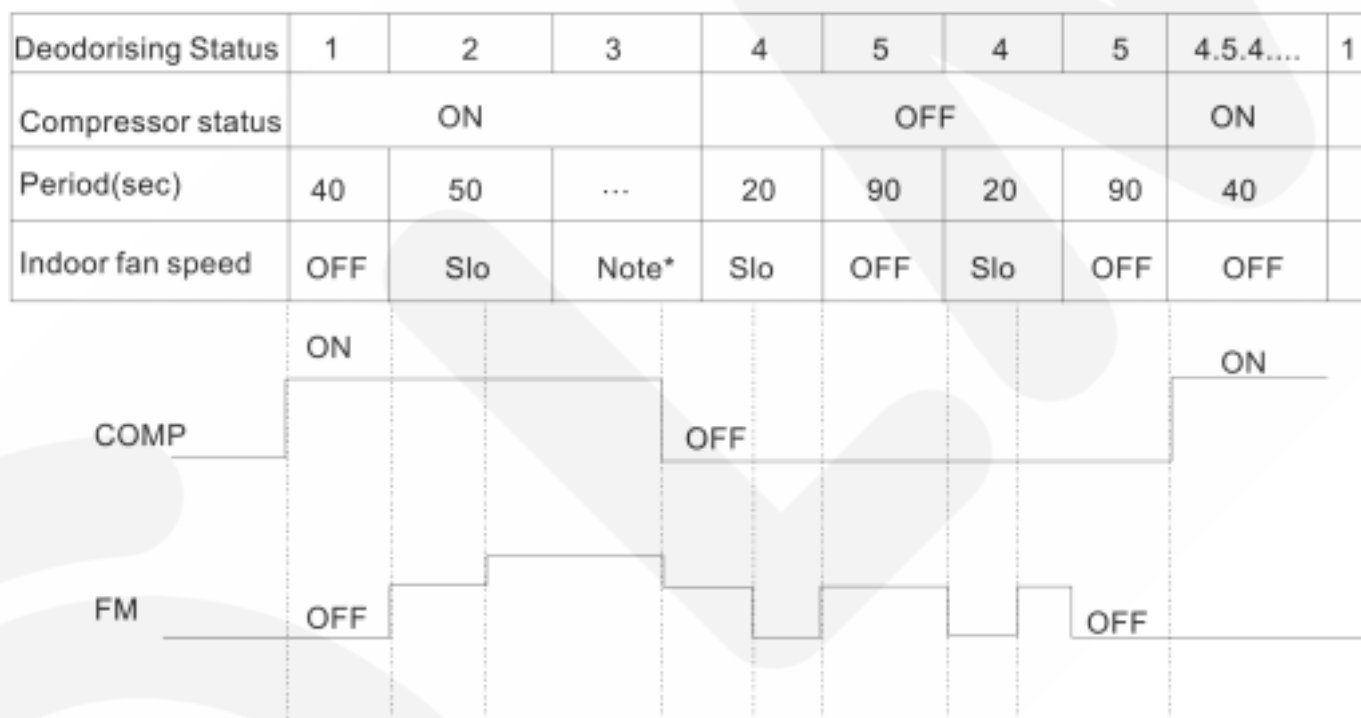 Deodorising Status 1 2 3 4 5 4 5 4.5.4.... 1
Compressor status ON OFF ON
Period(sec) 40 50 ... 20 90 20 90 40
Indoor fan speed OFF Slo Note* Slo OFF Slo OFF OFF
ON
ON
COMP OFF
FM OFF OFF